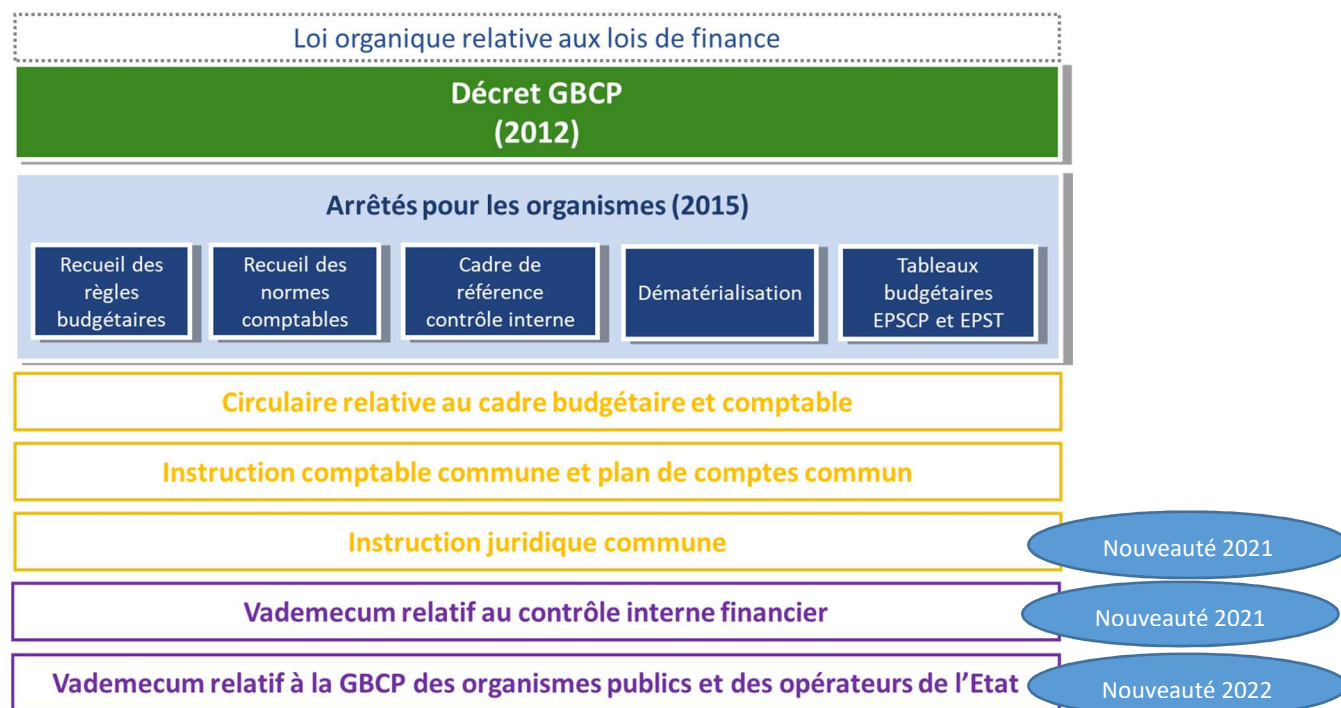 Loi organique relative aux lois de finance
Décret GBCP
(2012)
Arrêtés pour les organismes (2015)
Recueil des
règles
budgétaires
Recueil des
normes
comptables
Cadre de
référence
contrôle interne
Dématérialisation
Tableaux
budgétaires
EPSCP et EPST
Circulaire relative au cadre budgétaire et comptable
Instruction comptable commune et plan de comptes commun
Instruction juridique commune
Nouveauté 2021
Vademecum relatif au contrôle interne financier
Nouveauté 2021
Vademecum relatif à la GBCP des organismes publics et des opérateurs de l'Etat
Nouveauté 2022